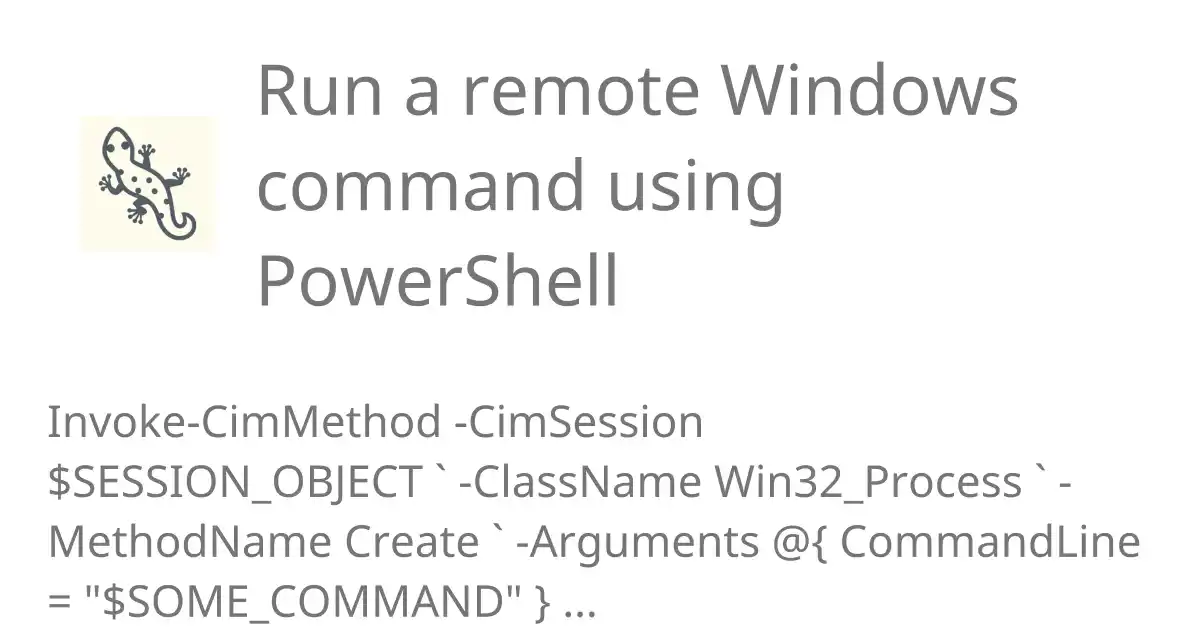 Run a remote Windows
command using
PowerShell
Invoke-CimMethod -CimSession
$SESSION_OBJECT ` -ClassName Win32_Process ` -
MethodName Create ` -Arguments @{ CommandLine
= "$SOME_COMMAND" } ...